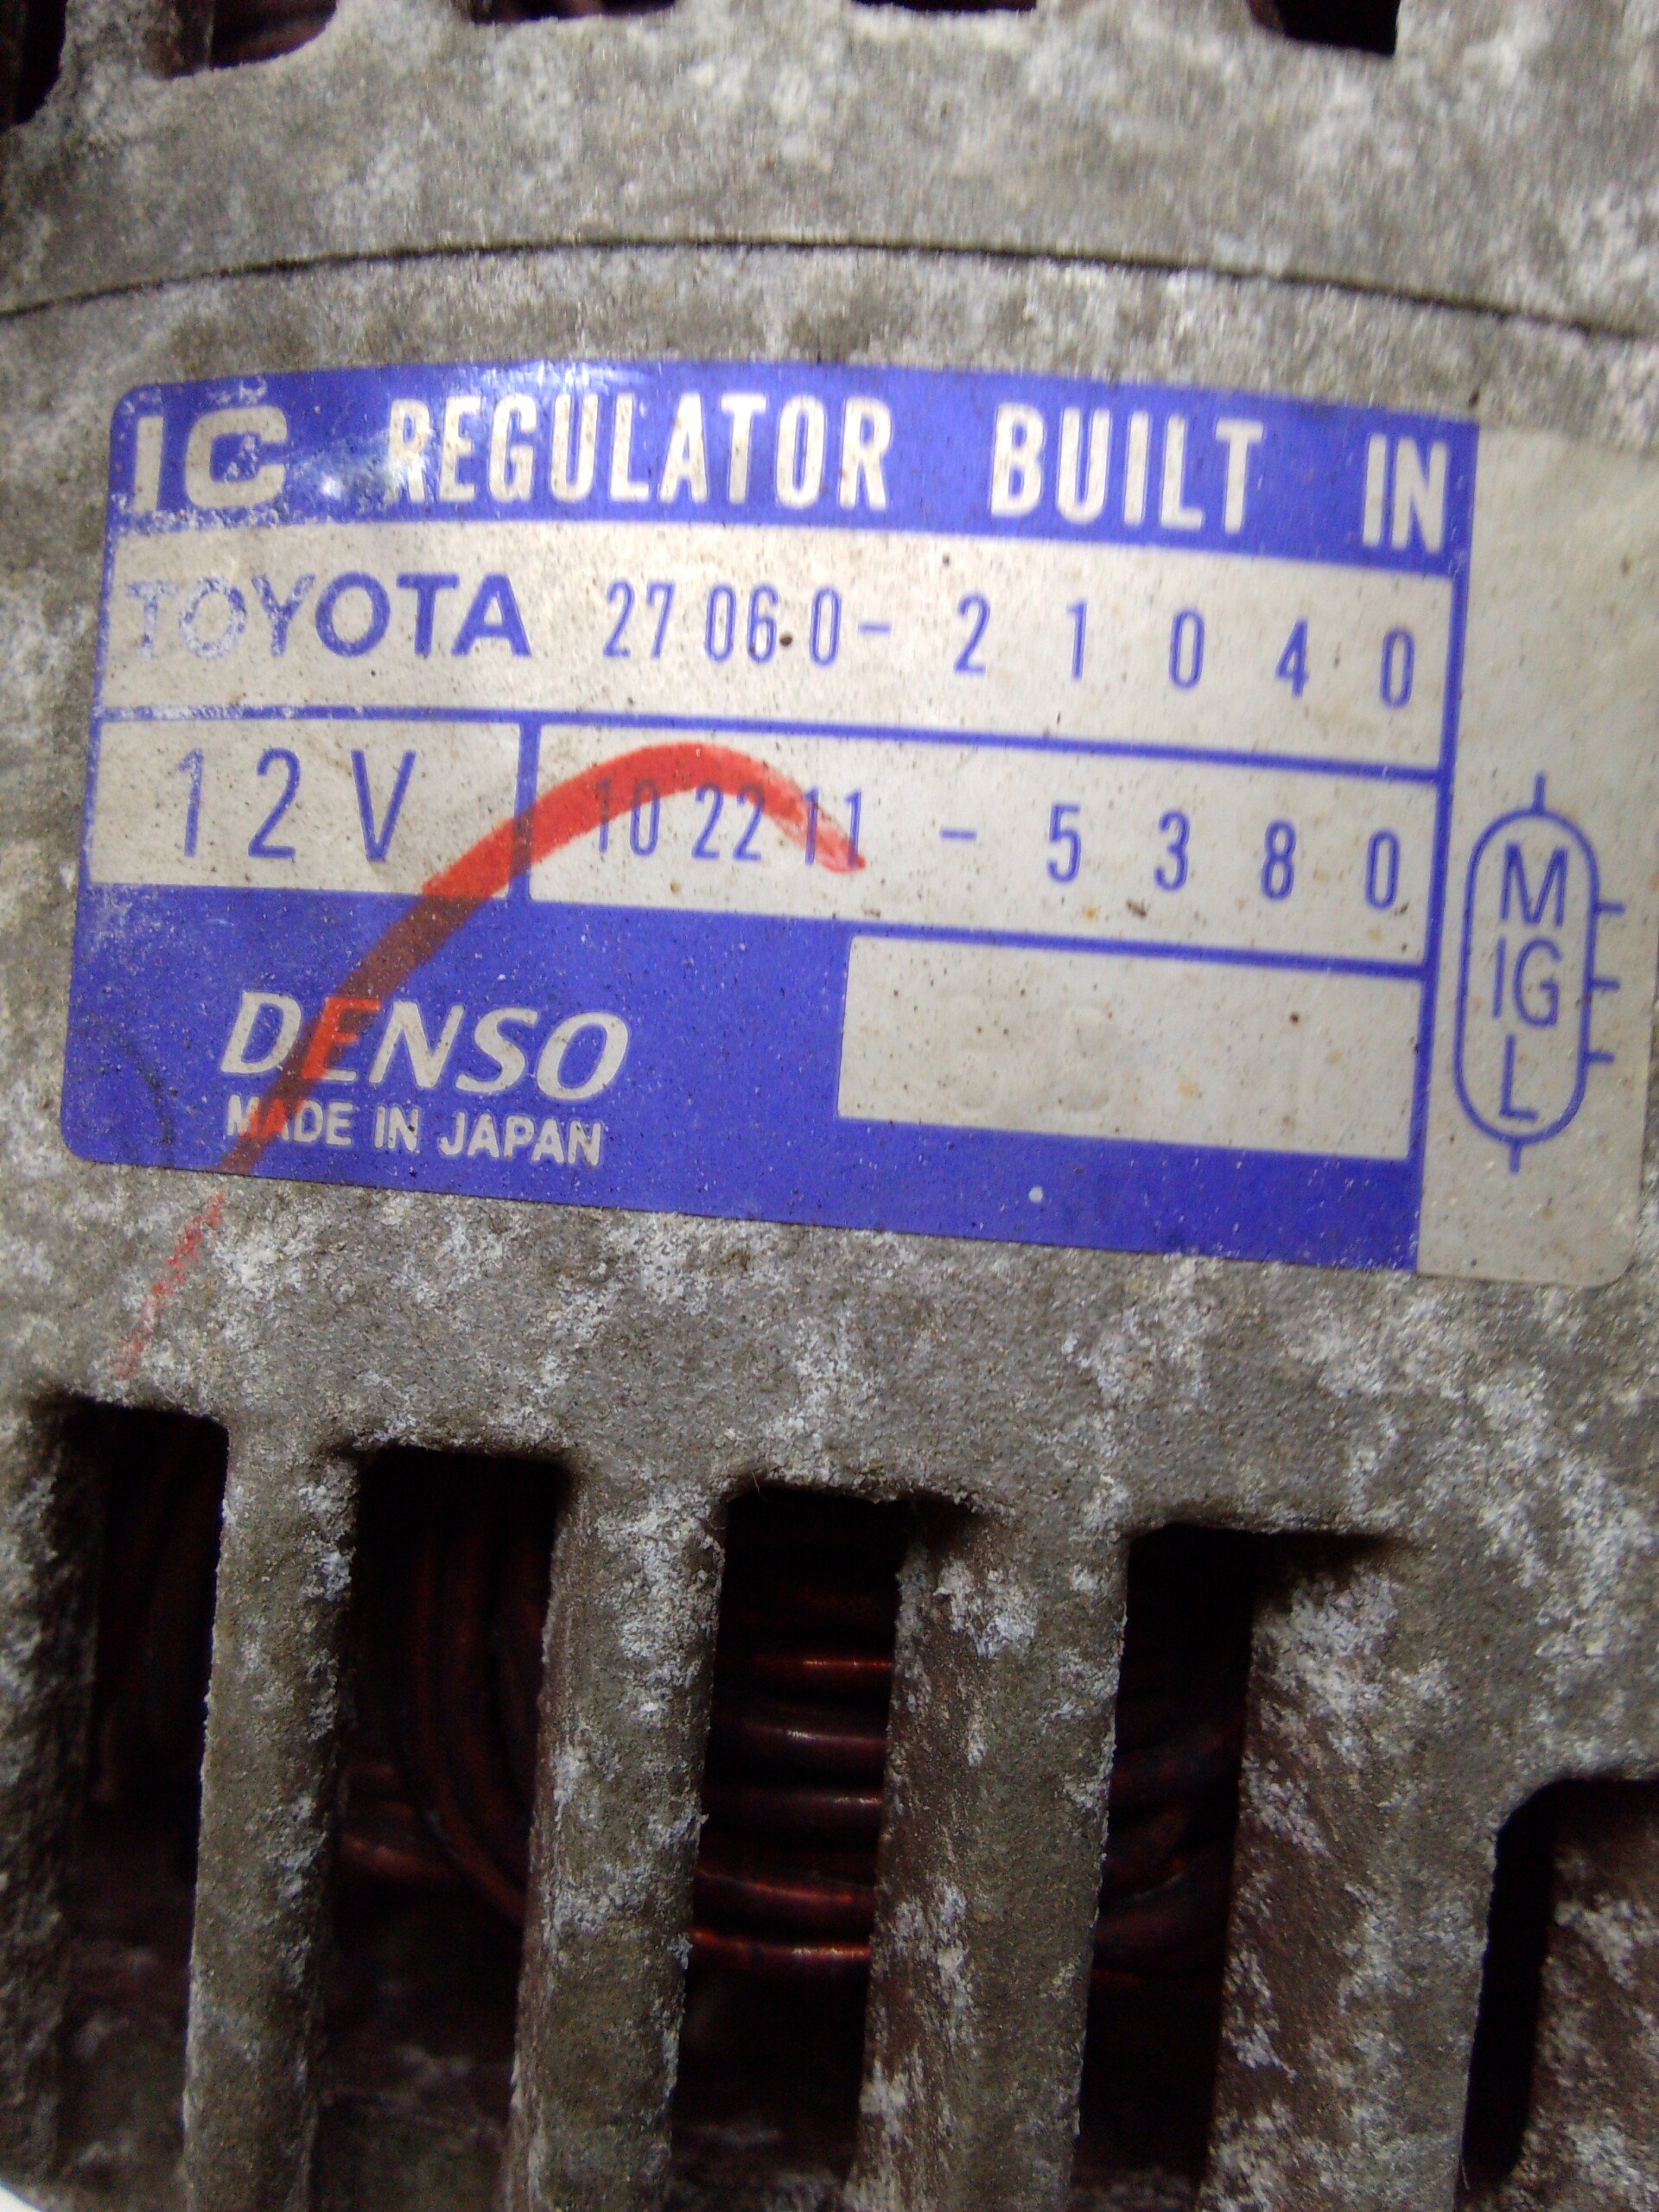 IC REGULATOR BUILT IN
TOYOTA 27060-21040
12V 102211-5380
DENSO
MADE IN JAPAN
M
IG
L